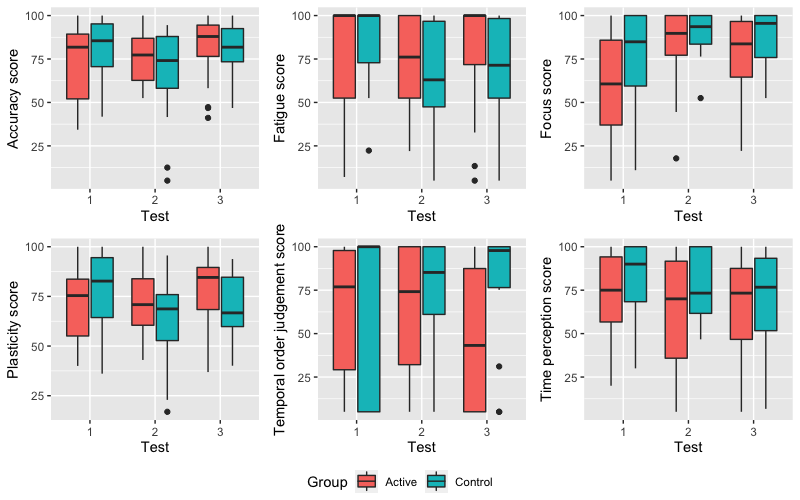 Accuracy score
100
75
50
25
1 2 3
Test
Fatigue score
100
75
50
25
1 2 3
Test
Focus score
100
75
50
25
1 2 3
Test
Plasticity score
100
75
50
25
1 2 3
Test
Temporal order judgement score
100
75
50
25
1 2 3
Test
Time perception score
100
75
50
25
1 2 3
Test
Group Active Control